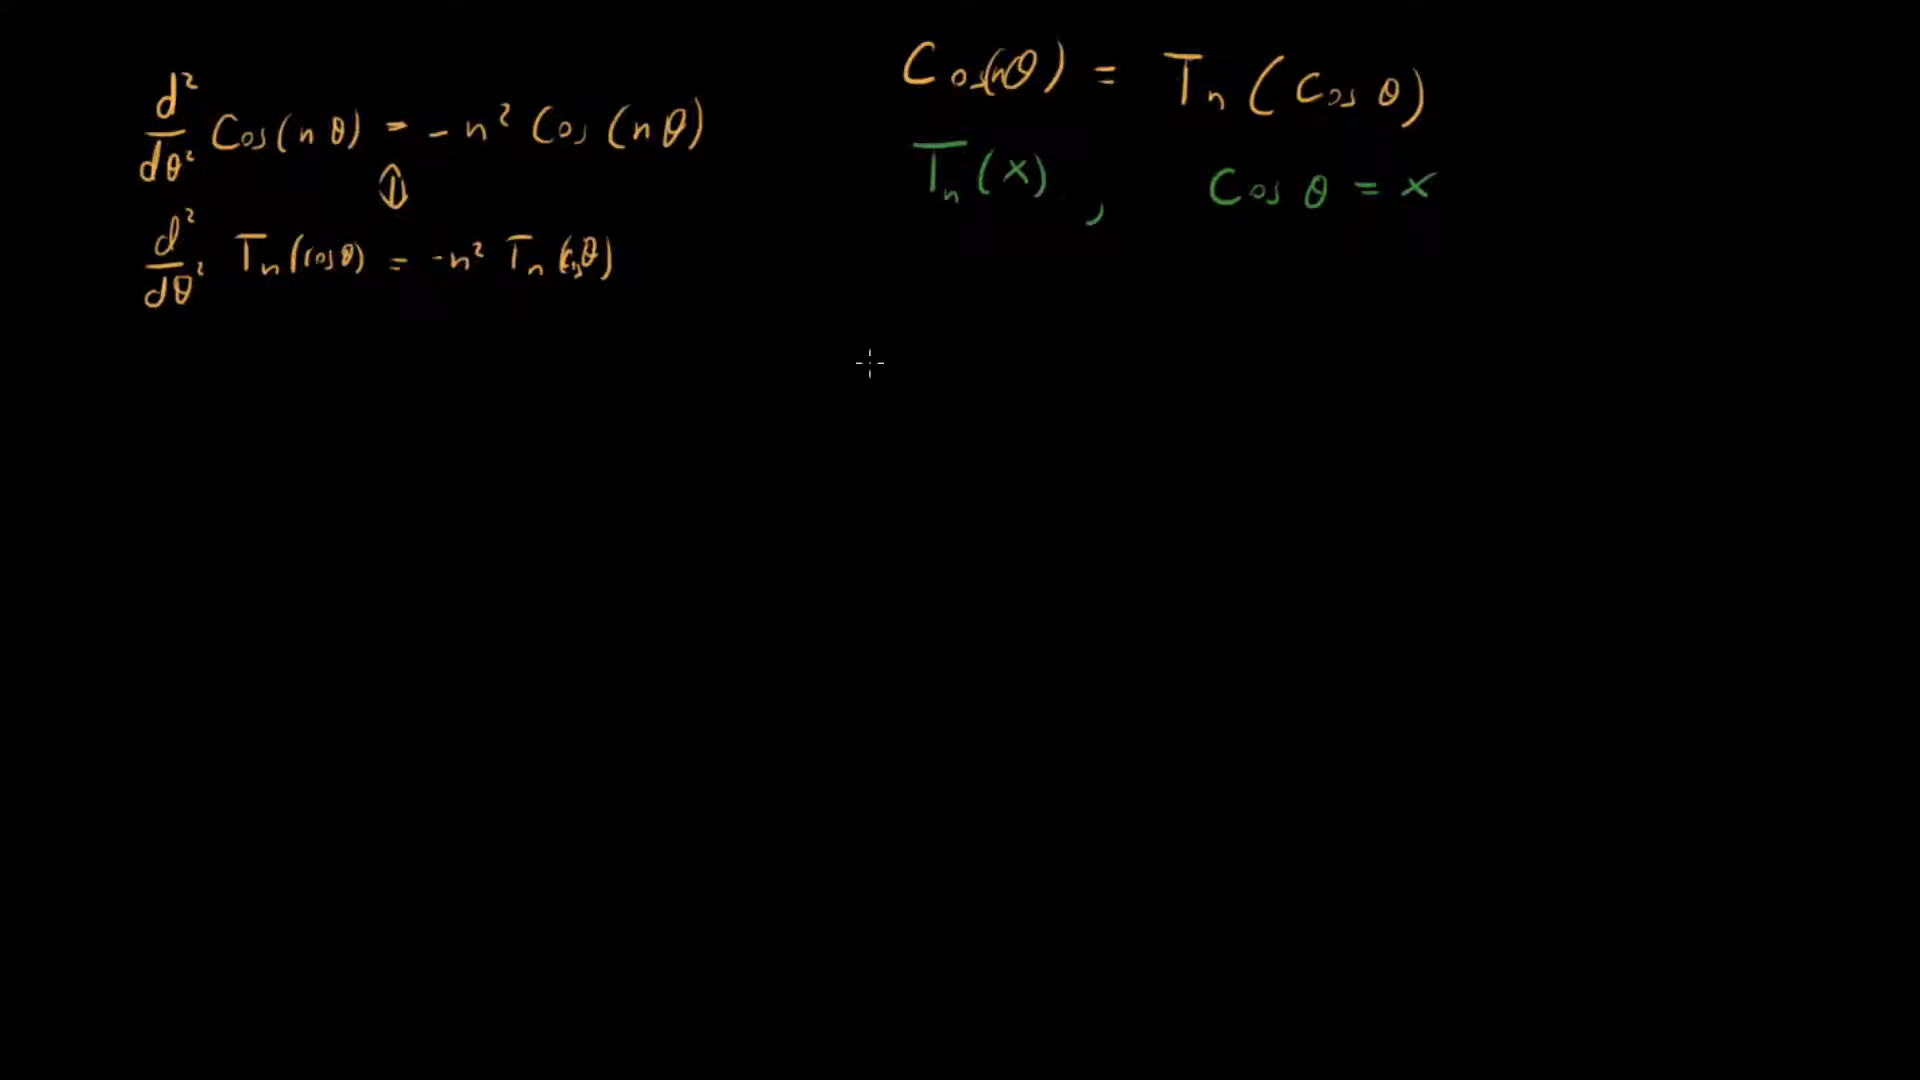 d²/dθ² Cos(nθ) = -n² Cos(nθ)
⇕
d²/dθ² Tₙ(cosθ) = -n² Tₙ(cosθ)
Cos(nθ) = Tₙ(Cos θ)
Tₙ(x) , Cos θ = x